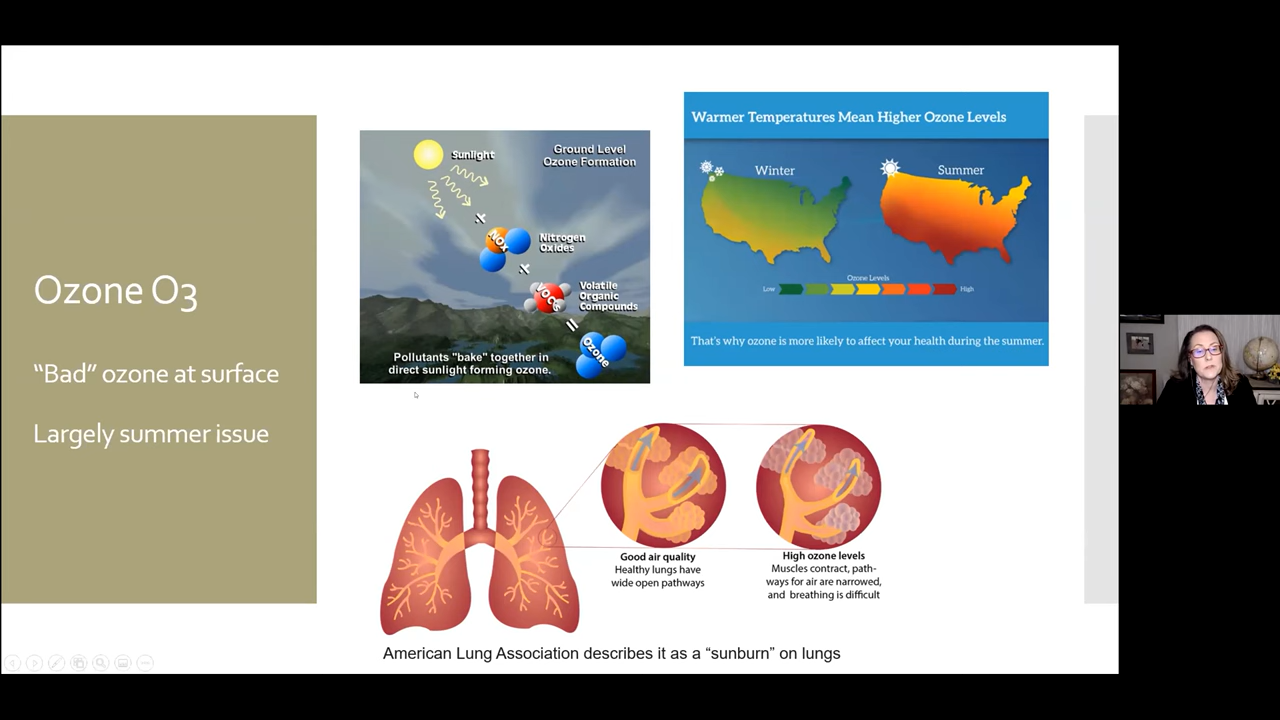 Ozone O3
“Bad” ozone at surface
Largely summer issue
Sunlight
Ground Level
Ozone Formation
+
NOX
Nitrogen
Oxides
+
VOCs
Volatile
Organic
Compounds
=
Ozone
Pollutants "bake" together in
direct sunlight forming ozone.
Warmer Temperatures Mean Higher Ozone Levels
Winter
Summer
Ozone Levels
Low
High
That's why ozone is more likely to affect your health during the summer.
Good air quality
Healthy lungs have
wide open pathways
High ozone levels
Muscles contract, path-
ways for air are narrowed,
and breathing is difficult
American Lung Association describes it as a “sunburn” on lungs